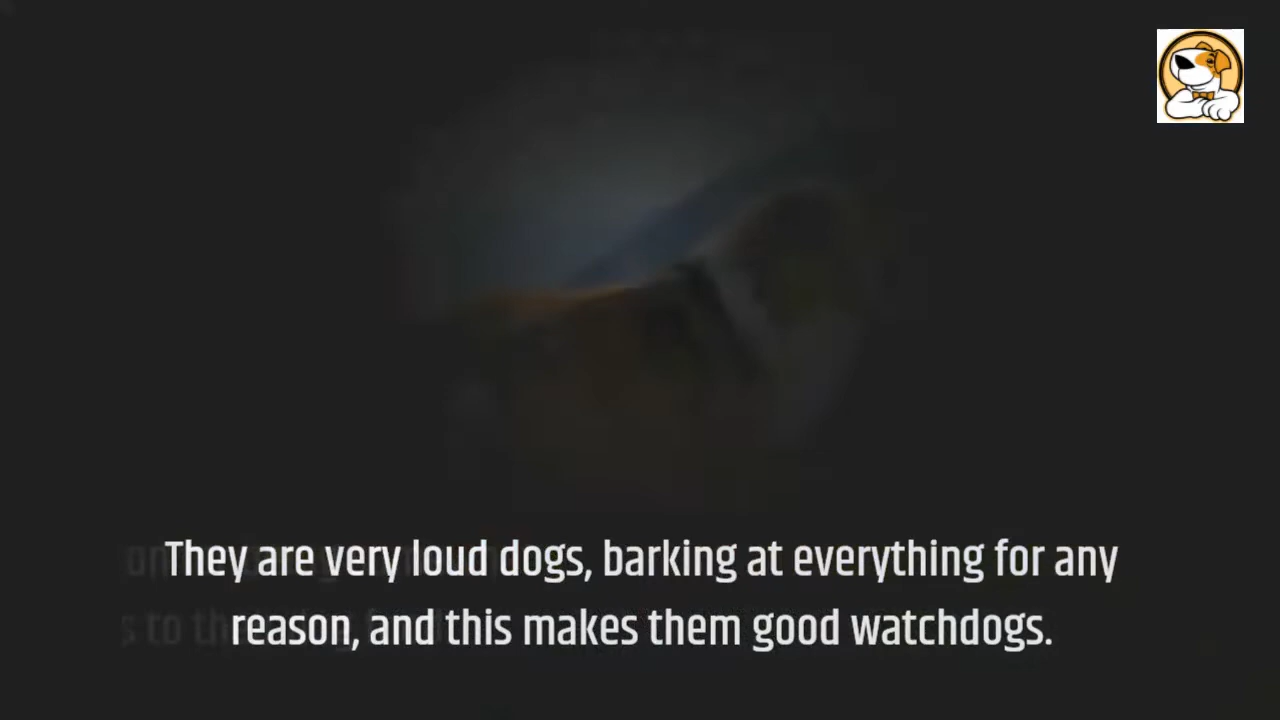 They are very loud dogs, barking at everything for any
reason, and this makes them good watchdogs.